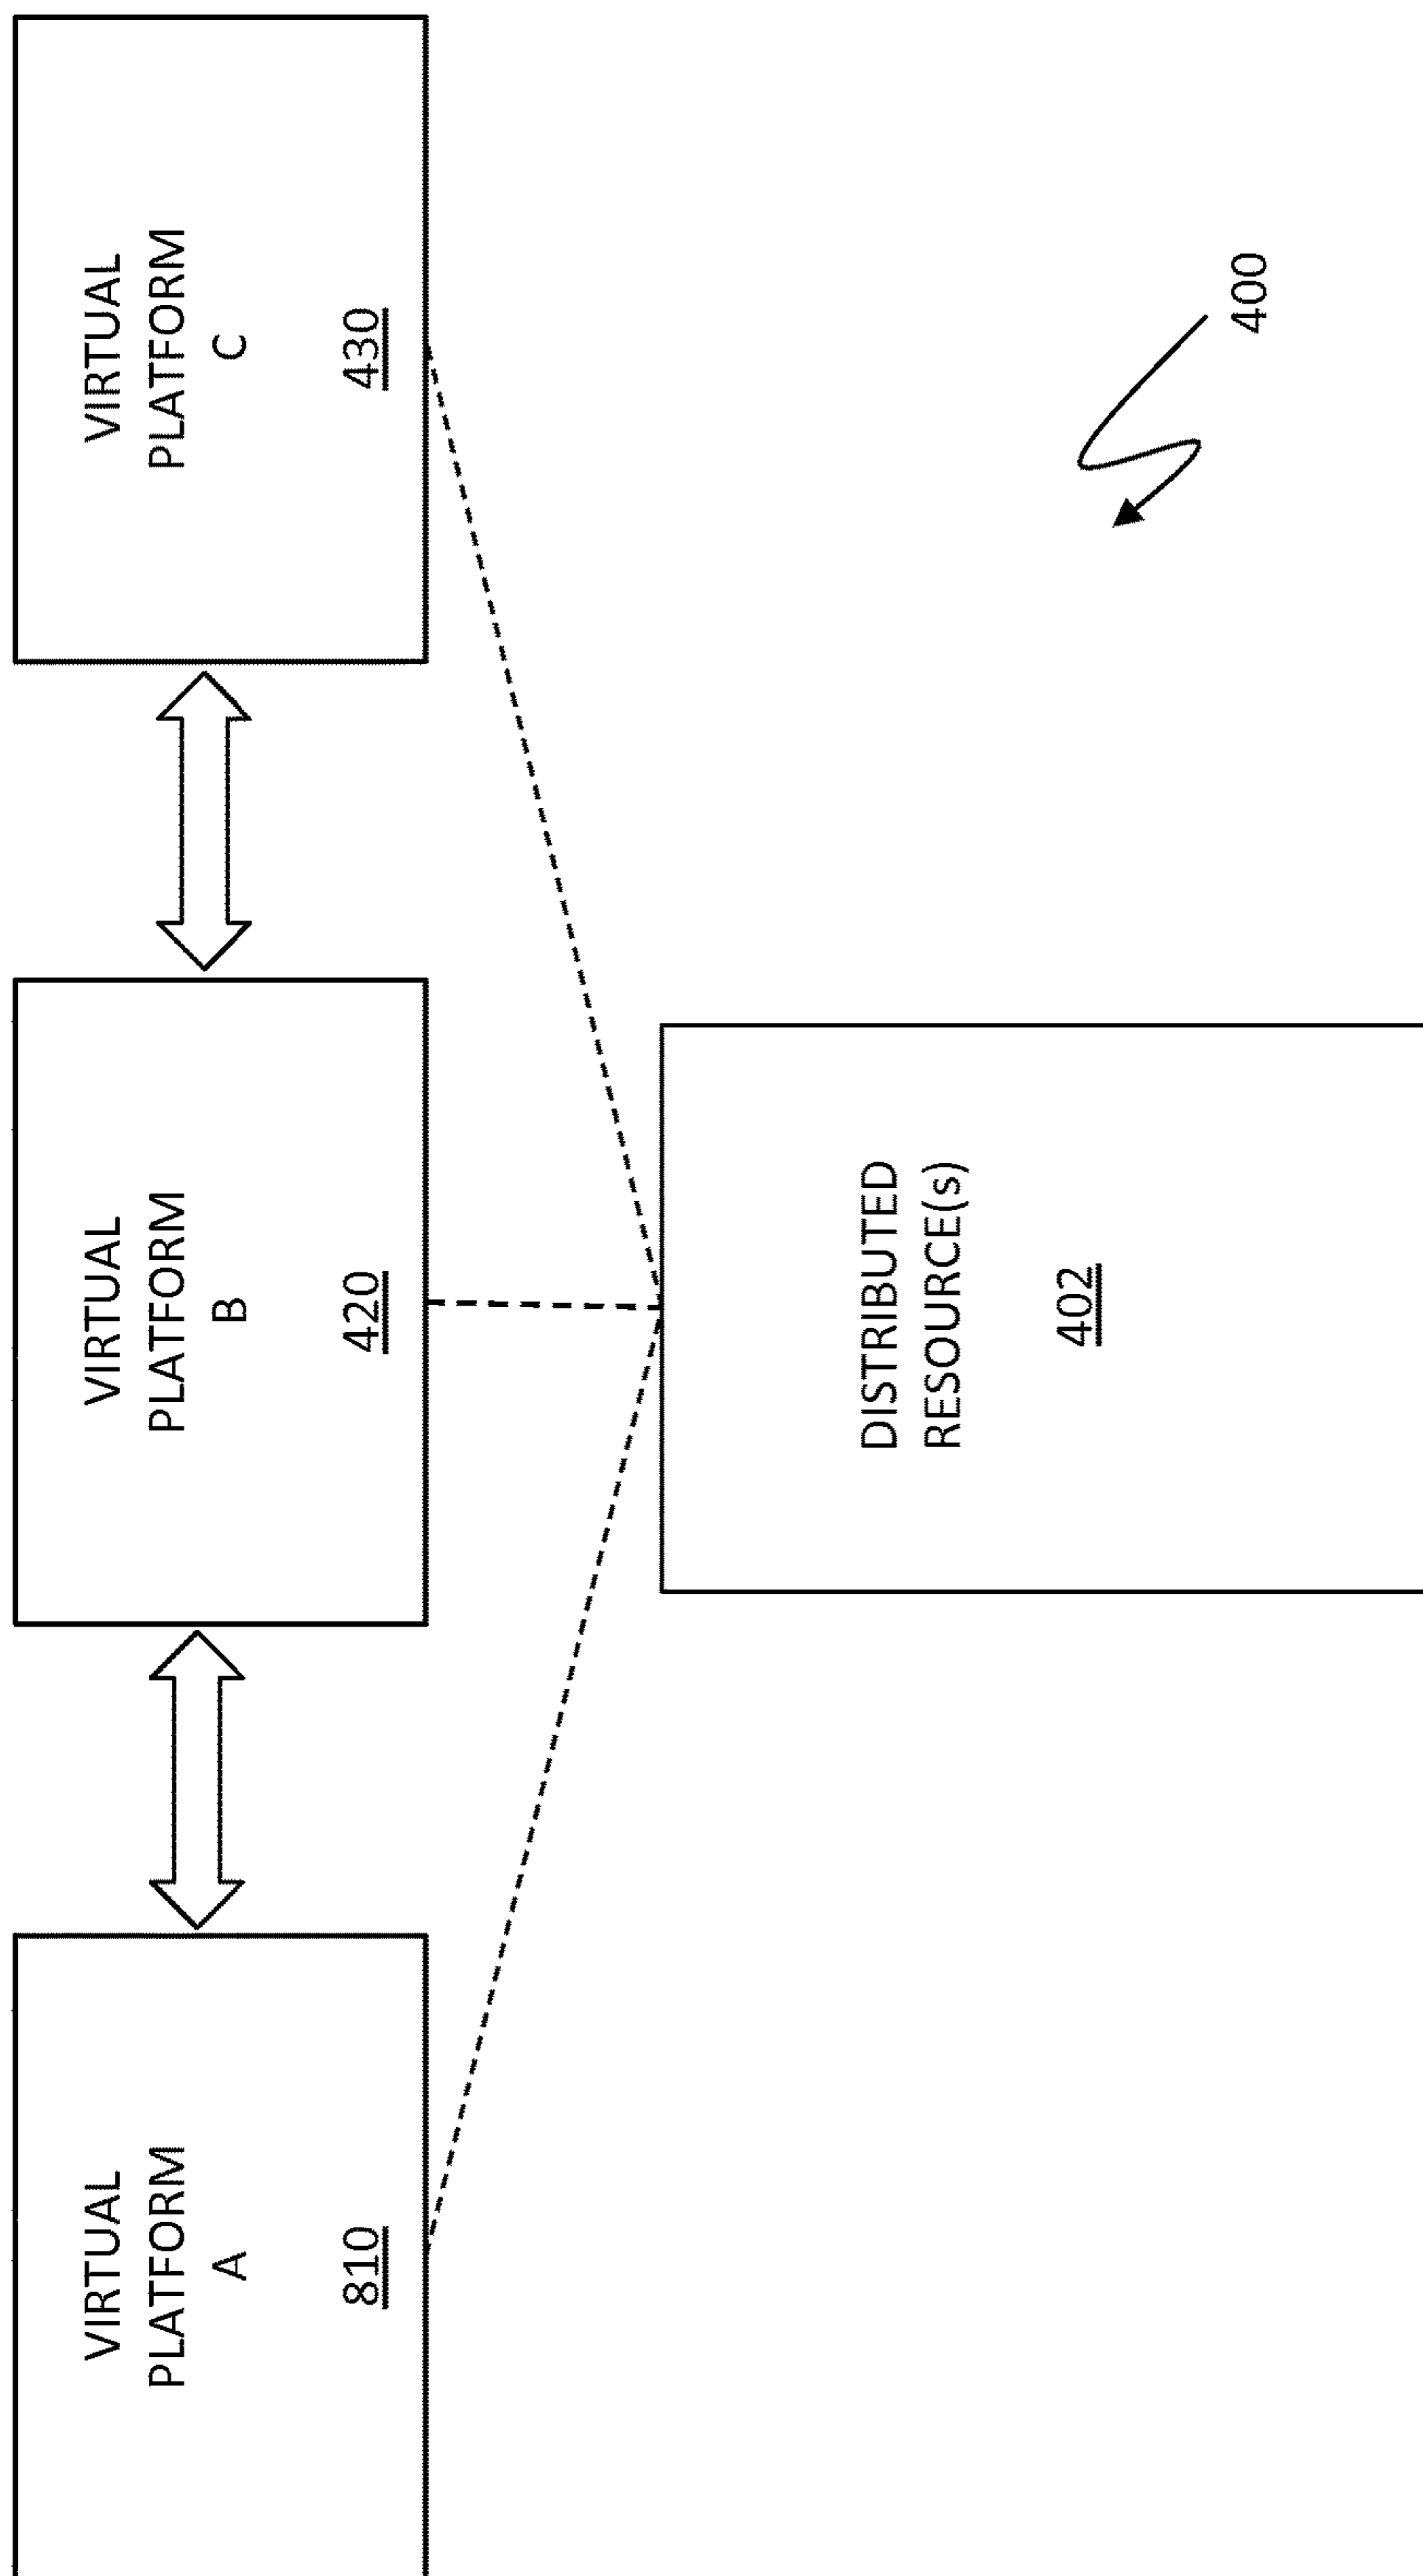 VIRTUAL
PLATFORM
A
810
VIRTUAL
PLATFORM
B
420
VIRTUAL
PLATFORM
C
430
DISTRIBUTED
RESOURCE(s)
402
400